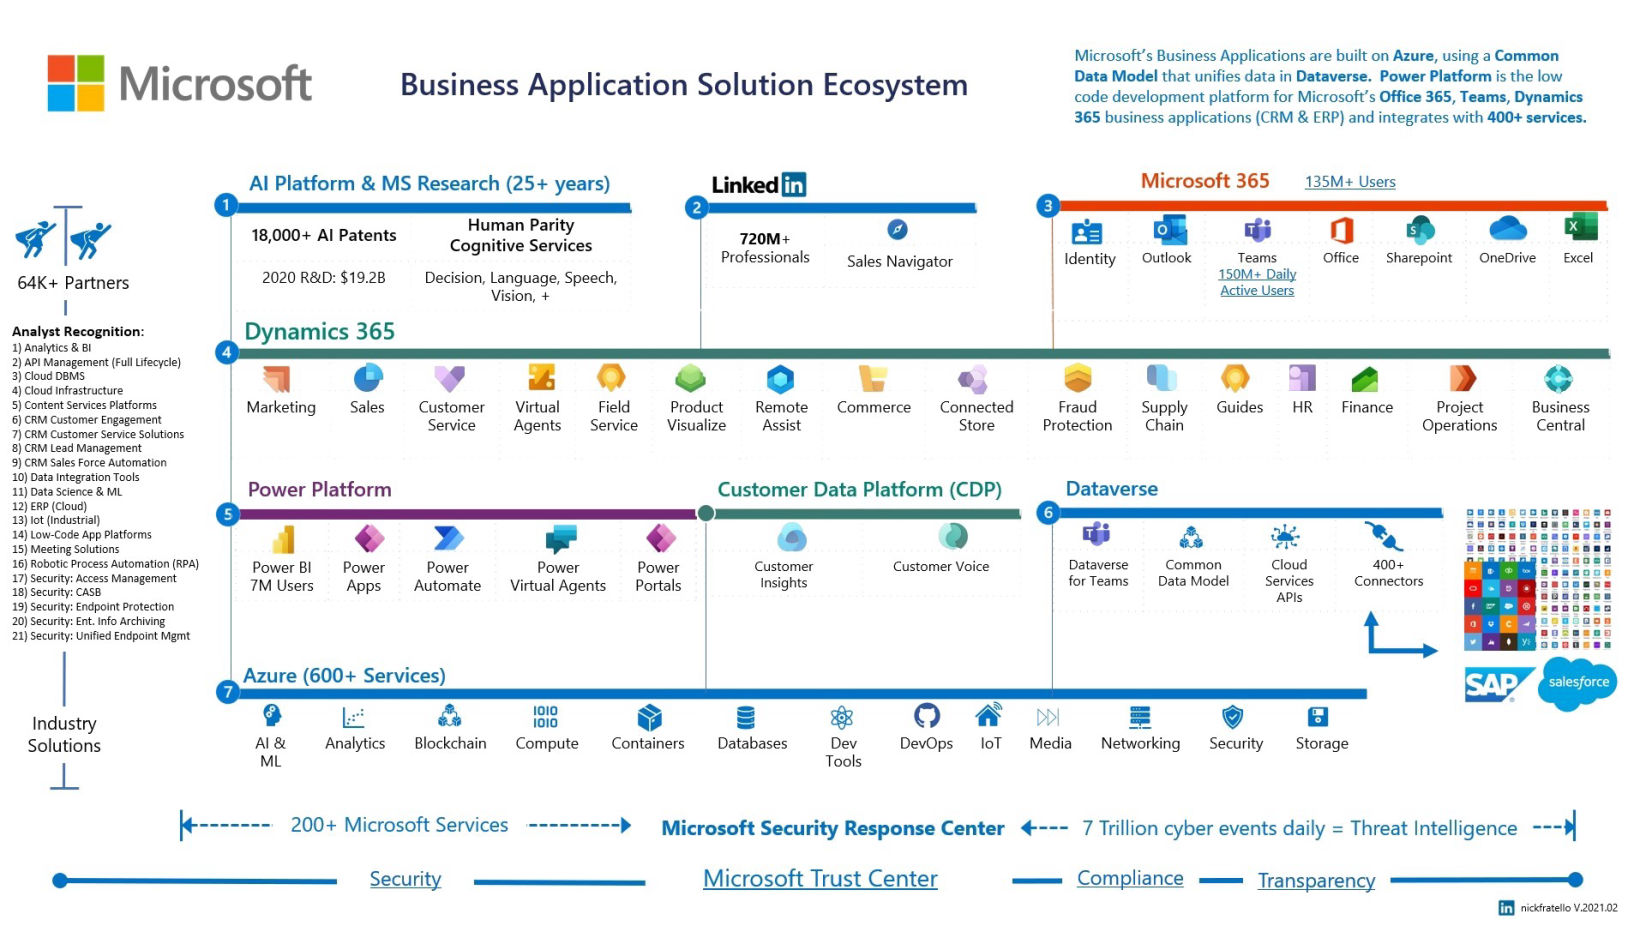 Microsoft
Business Application Solution Ecosystem
Microsoft's Business Applications are built on Azure, using a Common
Data Model that unifies data in Dataverse. Power Platform is the low
code development platform for Microsoft's Office 365, Teams, Dynamics
365 business applications (CRM & ERP) and integrates with 400+ services.
64K+ Partners
Analyst Recognition:
1) Analytics & BI
2) API Management (Full Lifecycle)
3) Cloud DBMS
4) Cloud Infrastructure
5) Content Services Platforms
6) CRM Customer Engagement
7) CRM Customer Service Solutions
8) CRM Lead Management
9) CRM Sales Force Automation
10) Data Integration Tools
11) Data Science & ML
12) ERP (Cloud)
13) Iot (Industrial)
14) Low-Code App Platforms
15) Meeting Solutions
16) Robotic Process Automation (RPA)
17) Security: Access Management
18) Security: CASB
19) Security: Endpoint Protection
20) Security: Ent. Info Archiving
21) Security: Unified Endpoint Mgmt
Industry
Solutions
1
AI Platform & MS Research (25+ years)
18,000+ AI Patents
2020 R&D: $19.2B
Human Parity
Cognitive Services
Decision, Language, Speech,
Vision, +
2
Linked in
720M+
Professionals
Sales Navigator
3
Microsoft 365
135M+ Users
Identity
Outlook
Teams
150M+ Daily
Active Users
Office
Sharepoint
OneDrive
Excel
4
Dynamics 365
Marketing
Sales
Customer
Service
Virtual
Agents
Field
Service
Product
Visualize
Remote
Assist
Commerce
Connected
Store
Fraud
Protection
Supply
Chain
Guides
HR
Finance
Project
Operations
Business
Central
5
Power Platform
Power BI
7M Users
Power
Apps
Power
Automate
Power
Virtual Agents
Power
Portals
Customer Data Platform (CDP)
Customer
Insights
Customer Voice
6
Dataverse
Dataverse
for Teams
Common
Data Model
Cloud
Services
APIs
400+
Connectors
SAP
salesforce
7
Azure (600+ Services)
AI &
ML
Analytics
Blockchain
Compute
Containers
Databases
Dev
Tools
DevOps
IoT
Media
Networking
Security
Storage
200+ Microsoft Services
Microsoft Security Response Center
7 Trillion cyber events daily = Threat Intelligence
Security
Microsoft Trust Center
Compliance
Transparency
in nickfratello V.2021.02